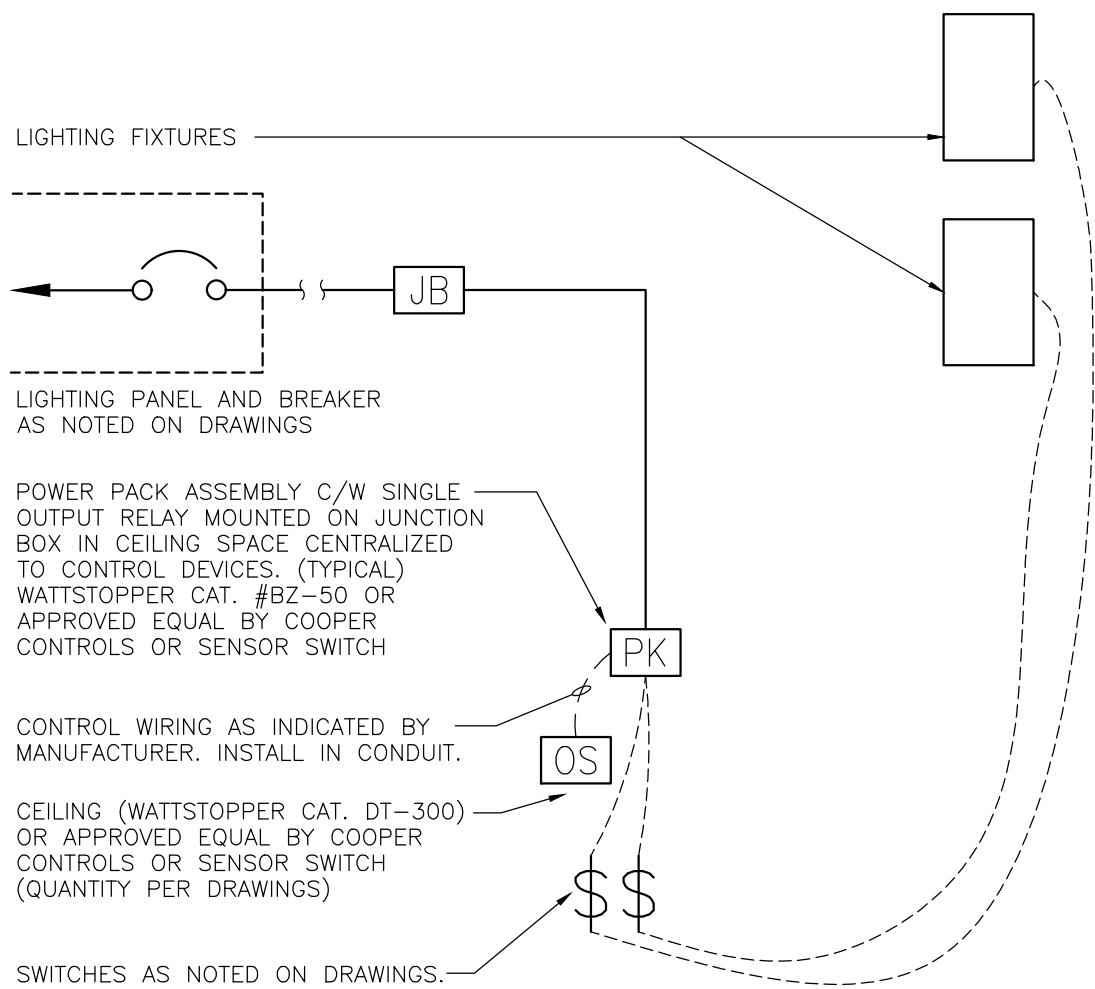 LIGHTING FIXTURES
JB
LIGHTING PANEL AND BREAKER
AS NOTED ON DRAWINGS
POWER PACK ASSEMBLY C/W SINGLE
OUTPUT RELAY MOUNTED ON JUNCTION
BOX IN CEILING SPACE CENTRALIZED
TO CONTROL DEVICES. (TYPICAL)
WATTSTOPPER CAT. #BZ-50 OR
APPROVED EQUAL BY COOPER
CONTROLS OR SENSOR SWITCH
PK
CONTROL WIRING AS INDICATED BY
MANUFACTURER. INSTALL IN CONDUIT.
OS
CEILING (WATTSTOPPER CAT. DT-300)
OR APPROVED EQUAL BY COOPER
CONTROLS OR SENSOR SWITCH
(QUANTITY PER DRAWINGS)
$ $
SWITCHES AS NOTED ON DRAWINGS.